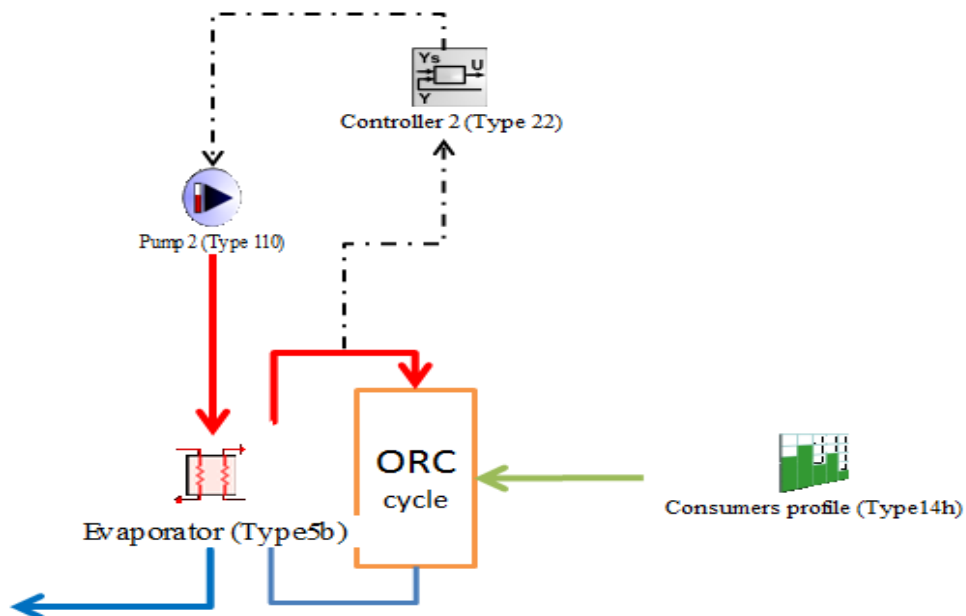 Ys
U
Y
Controller 2 (Type 22)
Pump 2 (Type 110)
ORC
cycle
Evaporator (Type5b)
Consumers profile (Type14h)